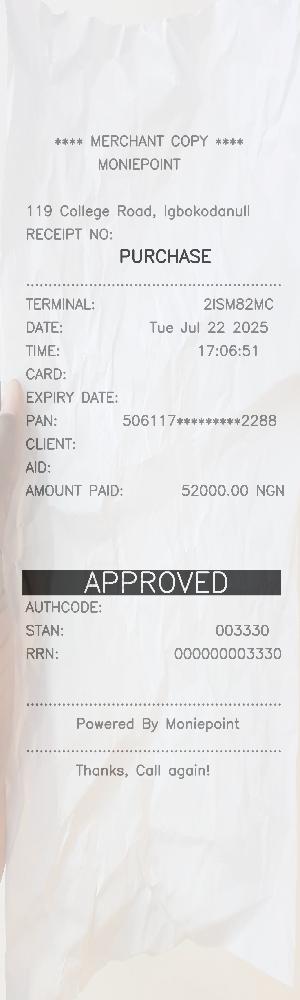 **** MERCHANT COPY ****
MONIEPOINT
119 College Road, Igbokodanull
RECEIPT NO:
PURCHASE
TERMINAL: 2ISM82MC
DATE: Tue Jul 22 2025
TIME: 17:06:51
CARD:
EXPIRY DATE:
PAN: 506117*********2288
CLIENT:
AID:
AMOUNT PAID: 52000.00 NGN
APPROVED
AUTHCODE:
STAN: 003330
RRN: 000000003330
Powered By Moniepoint
Thanks, Call again!